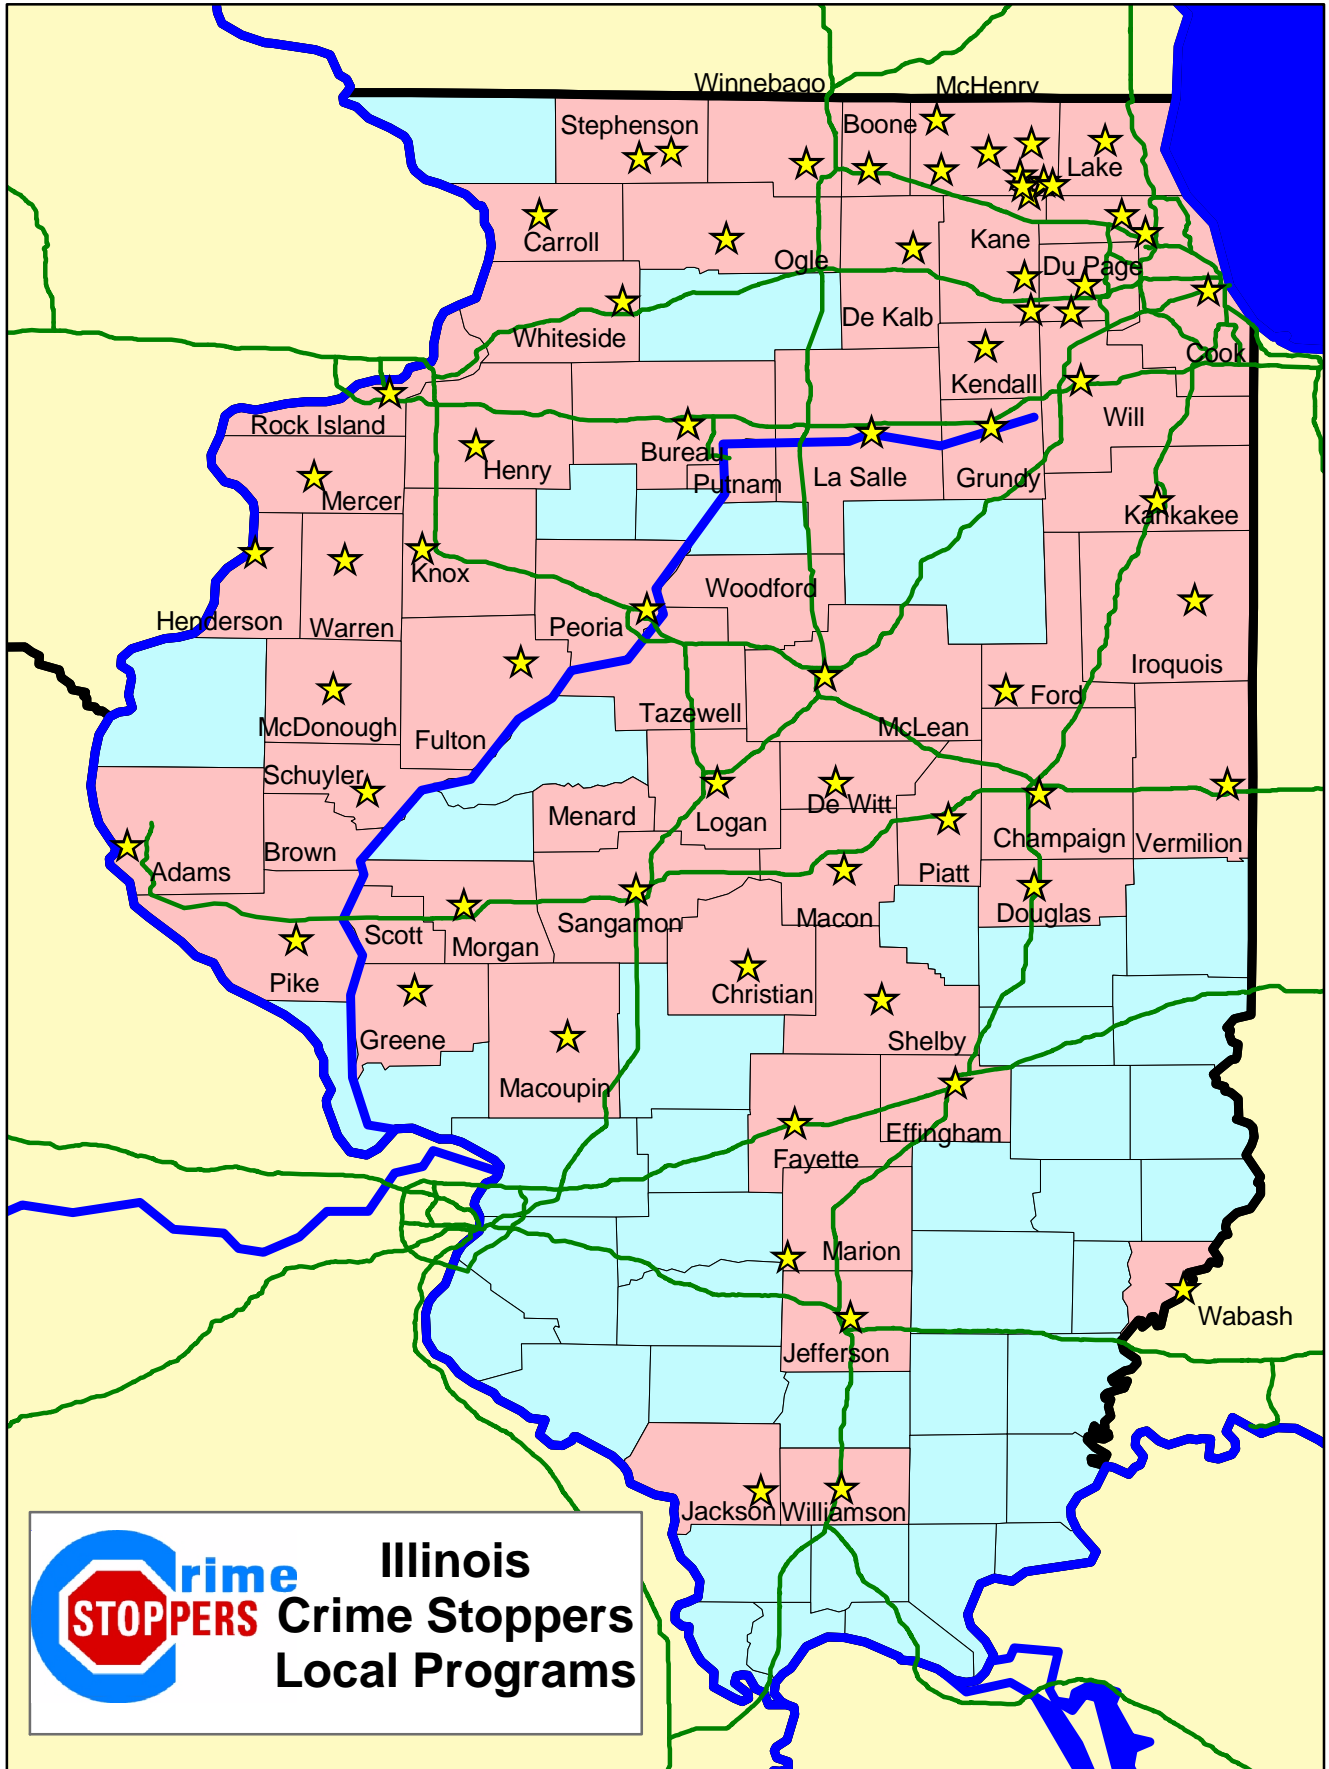 Winnebago
McHenry
Stephenson
Boone
Lake
Carroll
Ogle
Kane
Du Page
Whiteside
De Kalb
Cook
Kendall
Rock Island
Will
Bureau
Henry
Putnam
La Salle
Grundy
Mercer
Kankakee
Knox
Woodford
Henderson
Warren
Peoria
Iroquois
Ford
Tazewell
McDonough
McLean
Fulton
Schuyler
De Witt
Menard
Logan
Champaign
Vermilion
Brown
Adams
Piatt
Douglas
Macon
Sangamon
Scott
Morgan
Pike
Christian
Greene
Shelby
Macoupin
Effingham
Fayette
Marion
Wabash
Jefferson
Jackson
Williamson
Crime
STOPPERS
Illinois
Crime Stoppers
Local Programs